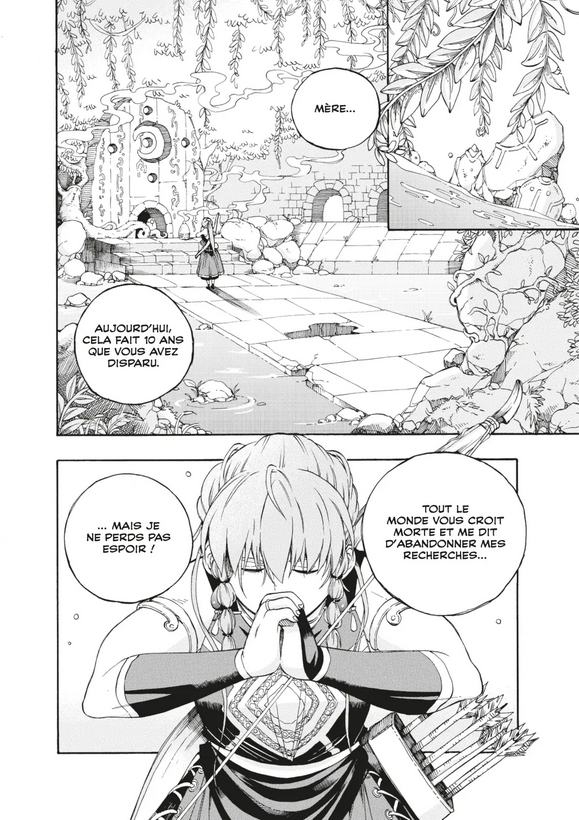 MÈRE...
AUJOURD'HUI,
CELA FAIT 10 ANS
QUE VOUS AVEZ
DISPARU.
TOUT LE
MONDE VOUS CROIT
MORTE ET ME DIT
D'ABANDONNER MES
RECHERCHES...
... MAIS JE
NE PERDS PAS
ESPOIR !